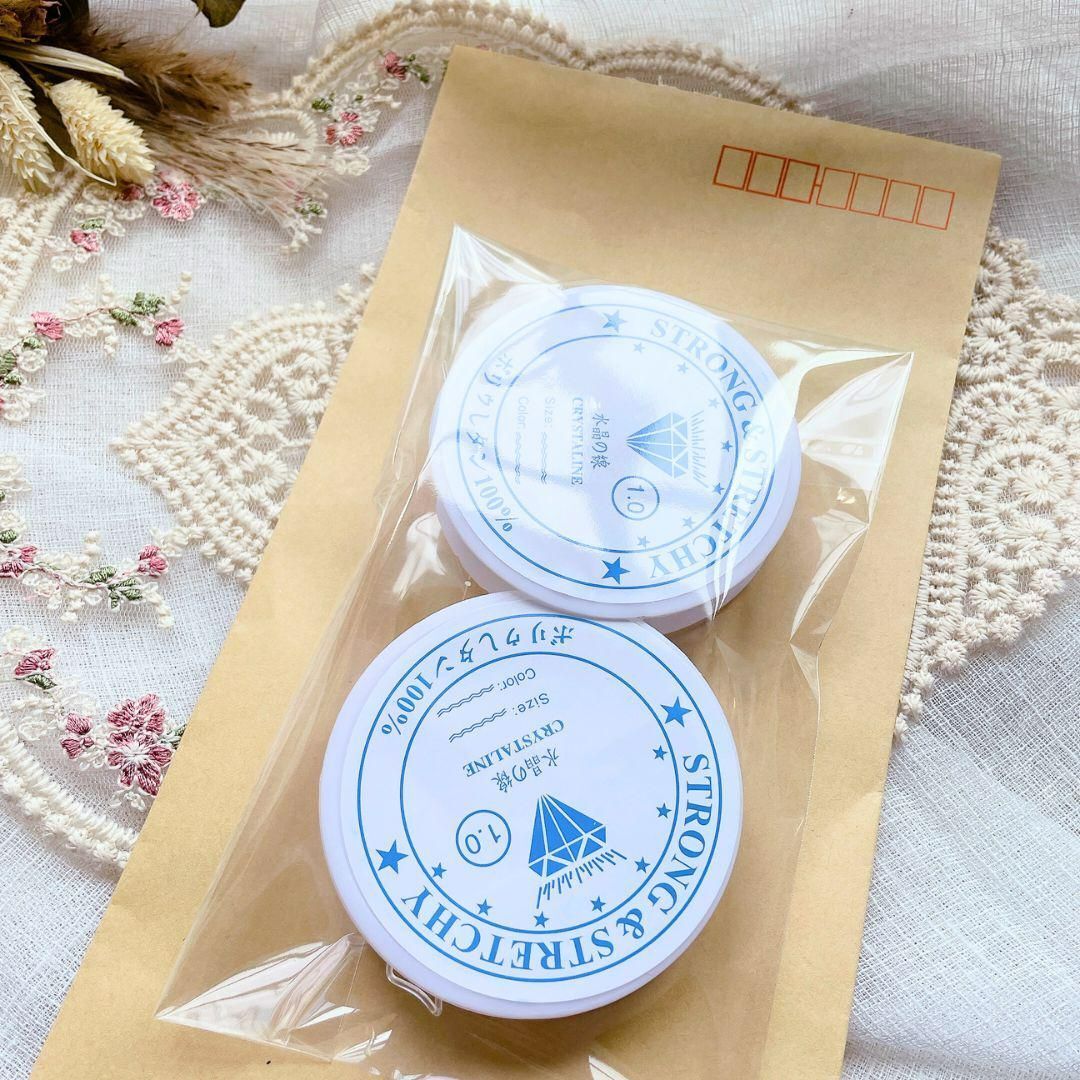 STRONG & STRETCHY
水晶の線
CRYSTALINE
Size:
Color:
1.0
ポリウレタン100%
STRONG & STRETCHY
1.0
水晶の線
CRYSTALINE
Size:
Color:
ポリウレタン100%